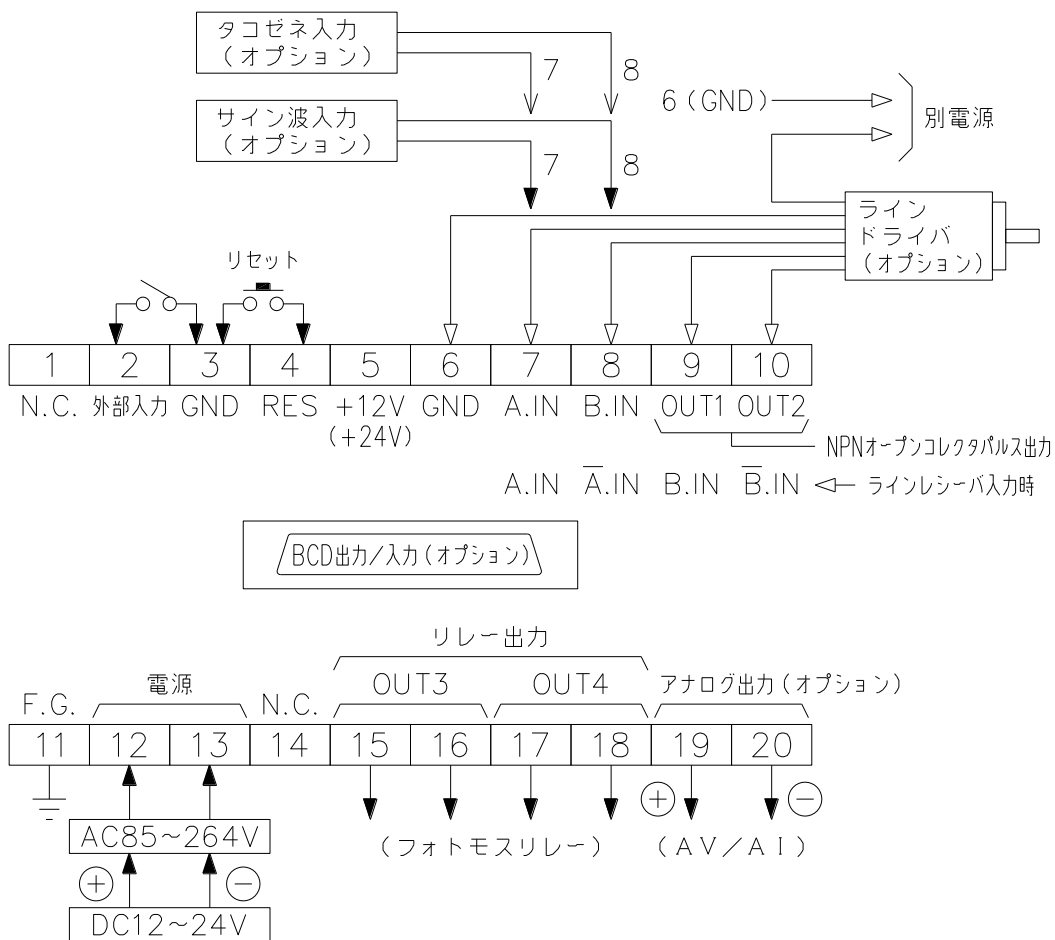 タコゼネ入力
(オプション)
7
8
サイン波入力
(オプション)
7
8
6(GND)
別電源
ライン
ドライバ
(オプション)
リセット
1 2 3 4 5 6 7 8 9 10
N.C. 外部入力 GND RES +12V GND A.IN B.IN OUT1 OUT2
(+24V)
NPNオープンコレクタパルス出力
A.IN A̅.IN B.IN B̅.IN ラインレシーバ入力時
BCD出力/入力(オプション)
リレー出力
F.G. 電源 N.C. OUT3 OUT4 アナログ出力(オプション)
11 12 13 14 15 16 17 18 19 20
+ -
AC85~264V
(フォトモスリレー) (AV/AI)
+ -
DC12~24V